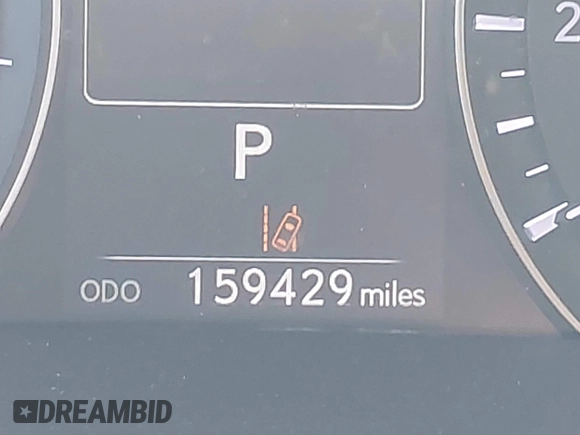 2
P
ODO 159429 miles
DREAMBID